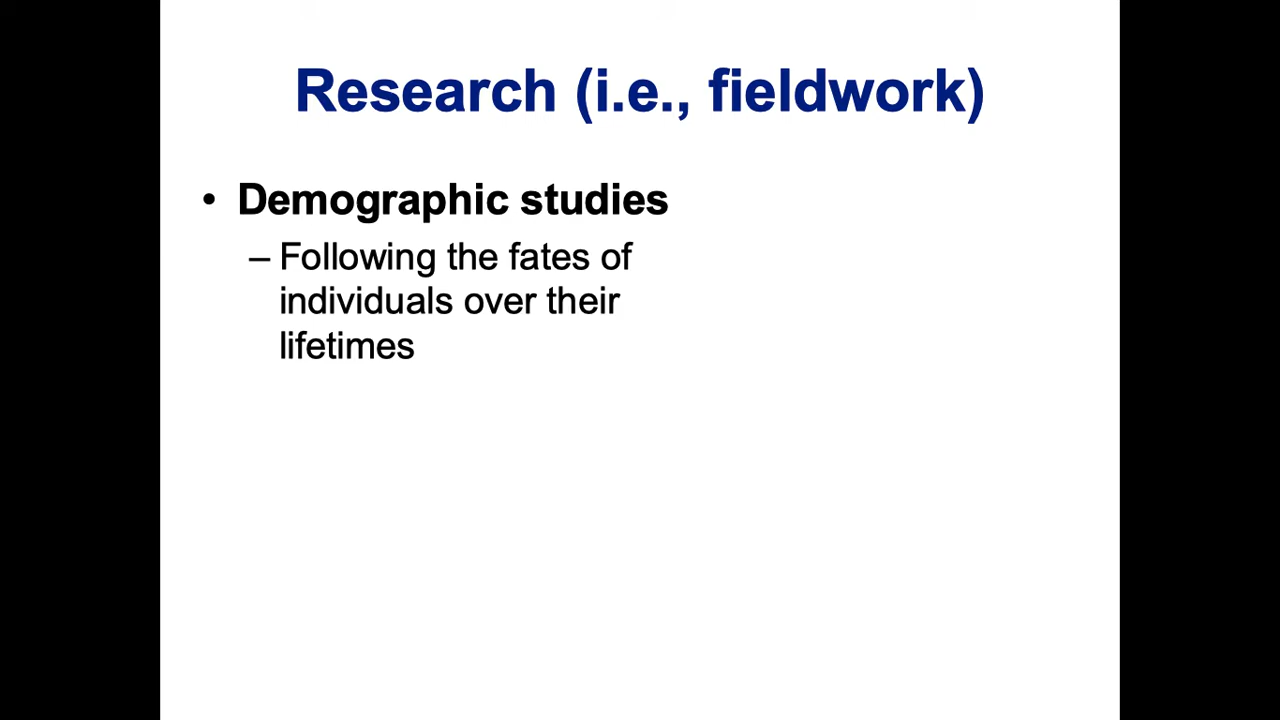 Research (i.e., fieldwork)
• Demographic studies
– Following the fates of
individuals over their
lifetimes